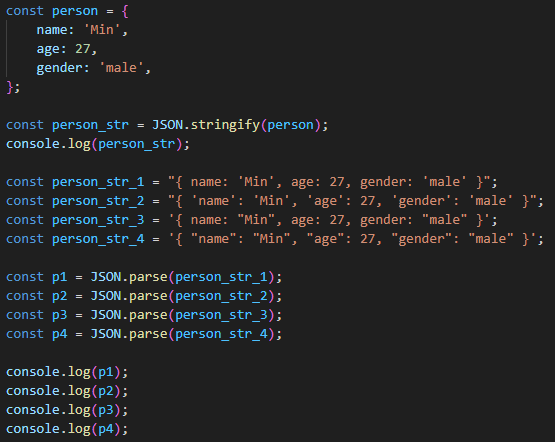 const person = {
    name: 'Min',
    age: 27,
    gender: 'male',
};

const person_str = JSON.stringify(person);
console.log(person_str);

const person_str_1 = "{ name: 'Min', age: 27, gender: 'male' }";
const person_str_2 = "{ 'name': 'Min', 'age': 27, 'gender': 'male' }";
const person_str_3 = '{ name: "Min", age: 27, gender: "male" }';
const person_str_4 = '{ "name": "Min", "age": 27, "gender": "male" }';

const p1 = JSON.parse(person_str_1);
const p2 = JSON.parse(person_str_2);
const p3 = JSON.parse(person_str_3);
const p4 = JSON.parse(person_str_4);

console.log(p1);
console.log(p2);
console.log(p3);
console.log(p4);